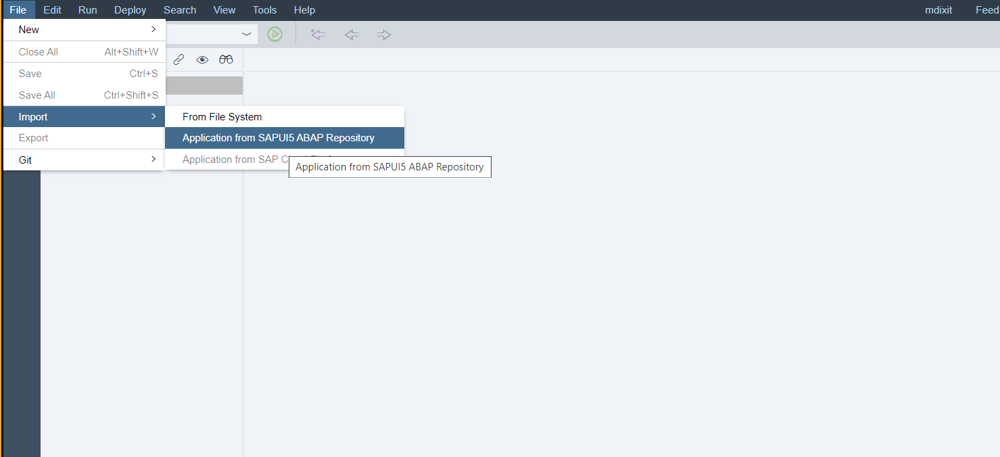 File Edit Run Deploy Search View Tools Help mdixit Feed
New
Close All Alt+Shift+W
Save Ctrl+S
Save All Ctrl+Shift+S
Import From File System
Export Application from SAPUI5 ABAP Repository
Git Application from SAP
Application from SAPUI5 ABAP Repository